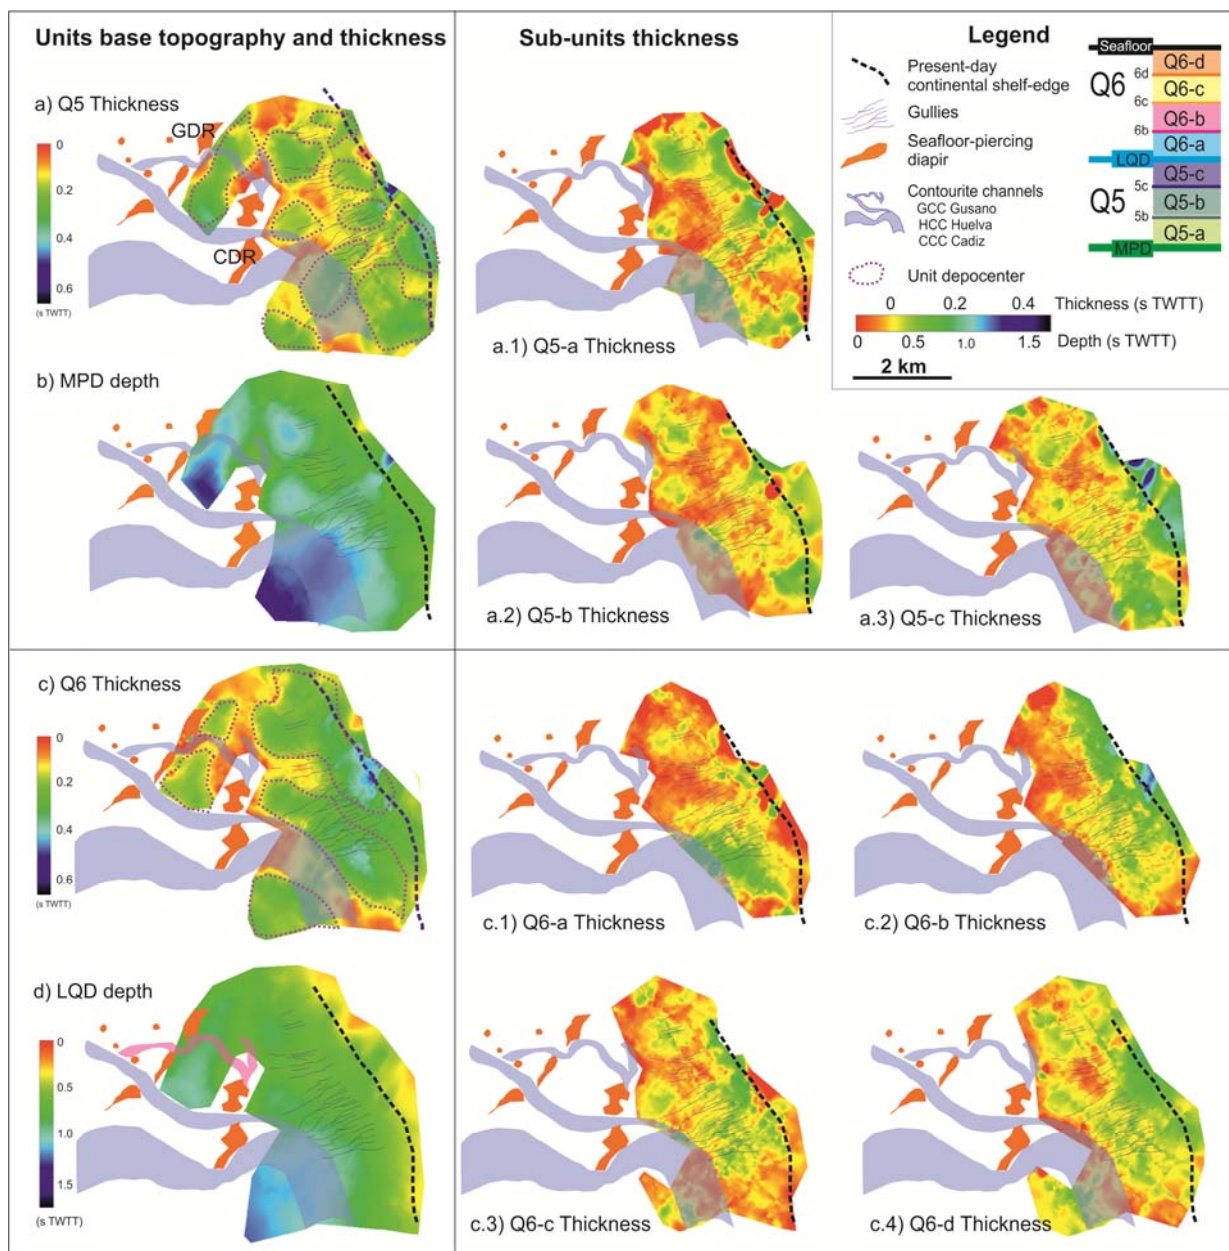 Units base topography and thickness
Sub-units thickness
Legend
Present-day
continental shelf-edge
Gullies
Seafloor-piercing
diapir
Contourite channels
GCC Gusano
HCC Huelva
CCC Cadiz
Unit depocenter
Seafloor
Q6
6d
6c
6b
Q6-d
Q6-c
Q6-b
Q6-a
LQD
Q5
5c
5b
Q5-c
Q5-b
Q5-a
MPD
0 0.2 0.4 Thickness (s TWTT)
0 0.5 1.0 1.5 Depth (s TWTT)
2 km
a) Q5 Thickness
GDR
CDR
0
0.2
0.4
0.6
(s TWTT)
a.1) Q5-a Thickness
b) MPD depth
a.2) Q5-b Thickness
a.3) Q5-c Thickness
c) Q6 Thickness
0
0.2
0.4
0.6
(s TWTT)
c.1) Q6-a Thickness
c.2) Q6-b Thickness
d) LQD depth
0
0.5
1.0
1.5
(s TWTT)
c.3) Q6-c Thickness
c.4) Q6-d Thickness